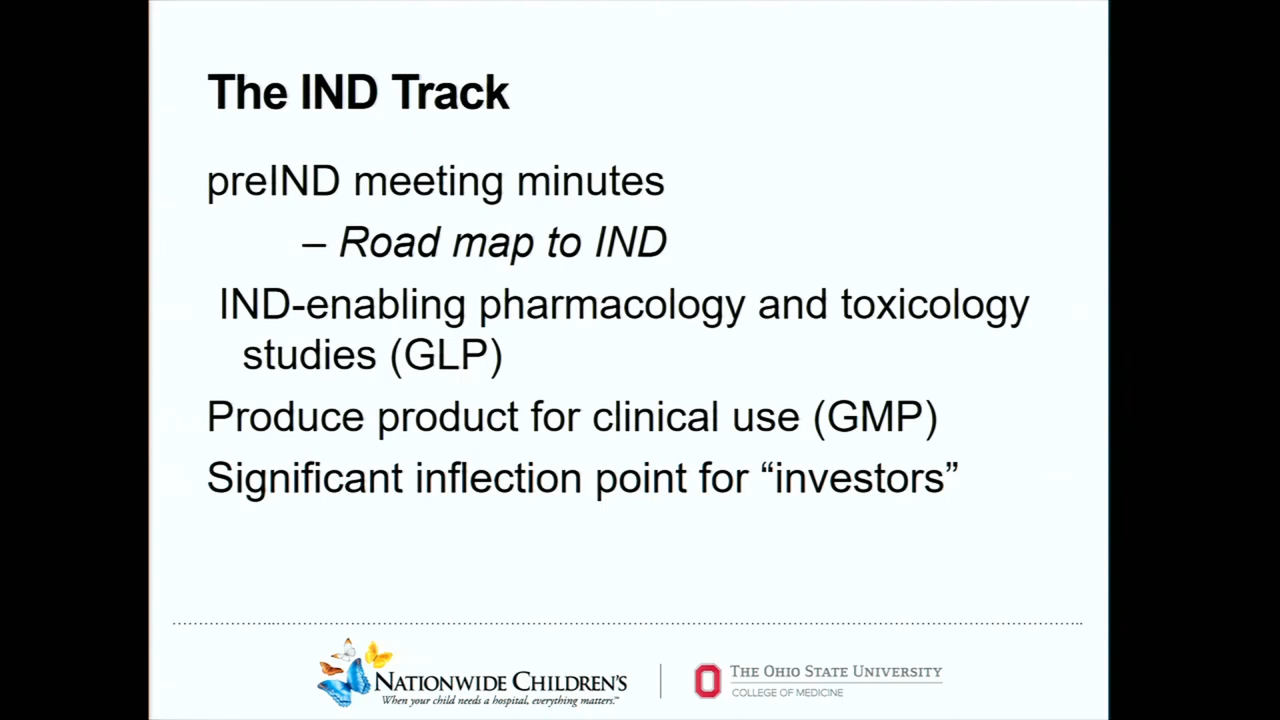 The IND Track
preIND meeting minutes
– Road map to IND
IND-enabling pharmacology and toxicology
studies (GLP)
Produce product for clinical use (GMP)
Significant inflection point for “investors”
NATIONWIDE CHILDREN'S
When your child needs a hospital, everything matters.™
THE OHIO STATE UNIVERSITY
COLLEGE OF MEDICINE